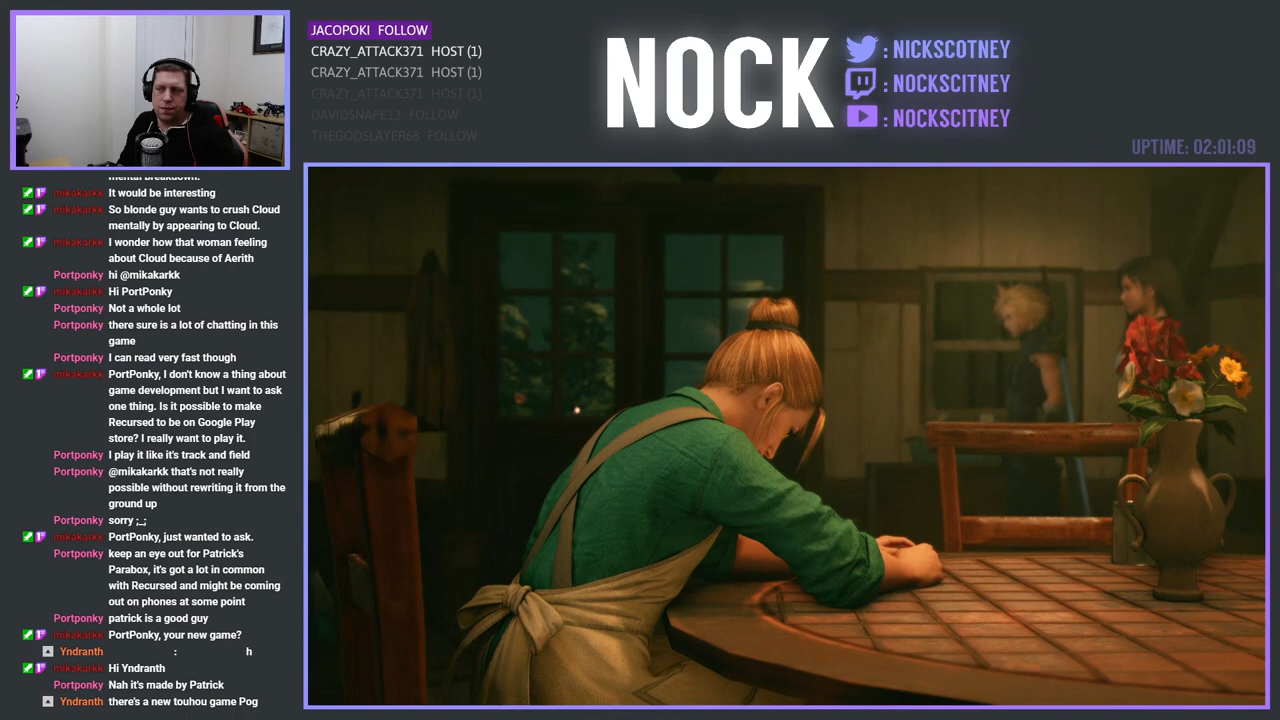 JACOPOKI FOLLOW
CRAZY_ATTACK371 HOST (1)
CRAZY_ATTACK371 HOST (1)
CRAZY_ATTACK371 HOST (1)
DAVIDSNAPE13 FOLLOW
THEGODSLAYER68 FOLLOW
NOCK
: NICKSCOTNEY
: NOCKSCITNEY
: NOCKSCITNEY
UPTIME: 02:01:09
mental breakdown.
mikakarkk It would be interesting
mikakarkk So blonde guy wants to crush Cloud
mentally by appearing to Cloud.
mikakarkk I wonder how that woman feeling
about Cloud because of Aerith
Portponky hi @mikakarkk
mikakarkk Hi PortPonky
Portponky Not a whole lot
Portponky there sure is a lot of chatting in this
game
Portponky I can read very fast though
mikakarkk PortPonky, I don't know a thing about
game development but I want to ask
one thing. Is it possible to make
Recursed to be on Google Play
store? I really want to play it.
Portponky I play it like it's track and field
Portponky @mikakarkk that's not really
possible without rewriting it from the
ground up
Portponky sorry ;_;
mikakarkk PortPonky, just wanted to ask.
Portponky keep an eye out for Patrick's
Parabox, it's got a lot in common
with Recursed and might be coming
out on phones at some point
Portponky patrick is a good guy
mikakarkk PortPonky, your new game?
Yndranth : h
mikakarkk Hi Yndranth
Portponky Nah it's made by Patrick
Yndranth there's a new touhou game Pog